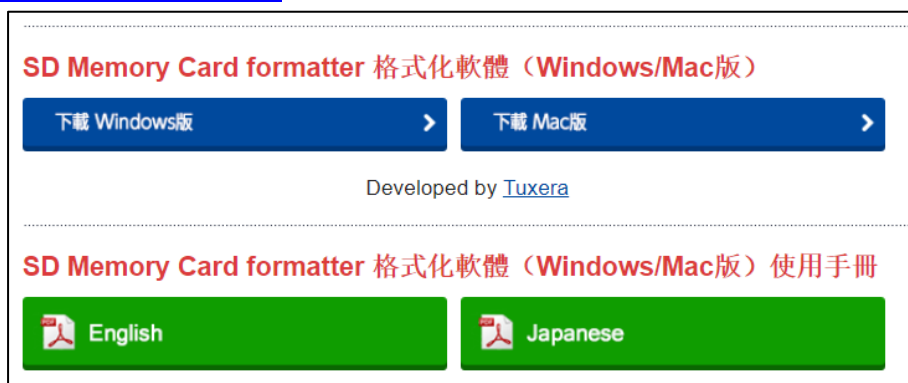 SD Memory Card formatter 格式化軟體（Windows/Mac版）
下載 Windows版
下載 Mac版
Developed by Tuxera
SD Memory Card formatter 格式化軟體（Windows/Mac版）使用手冊
English
Japanese